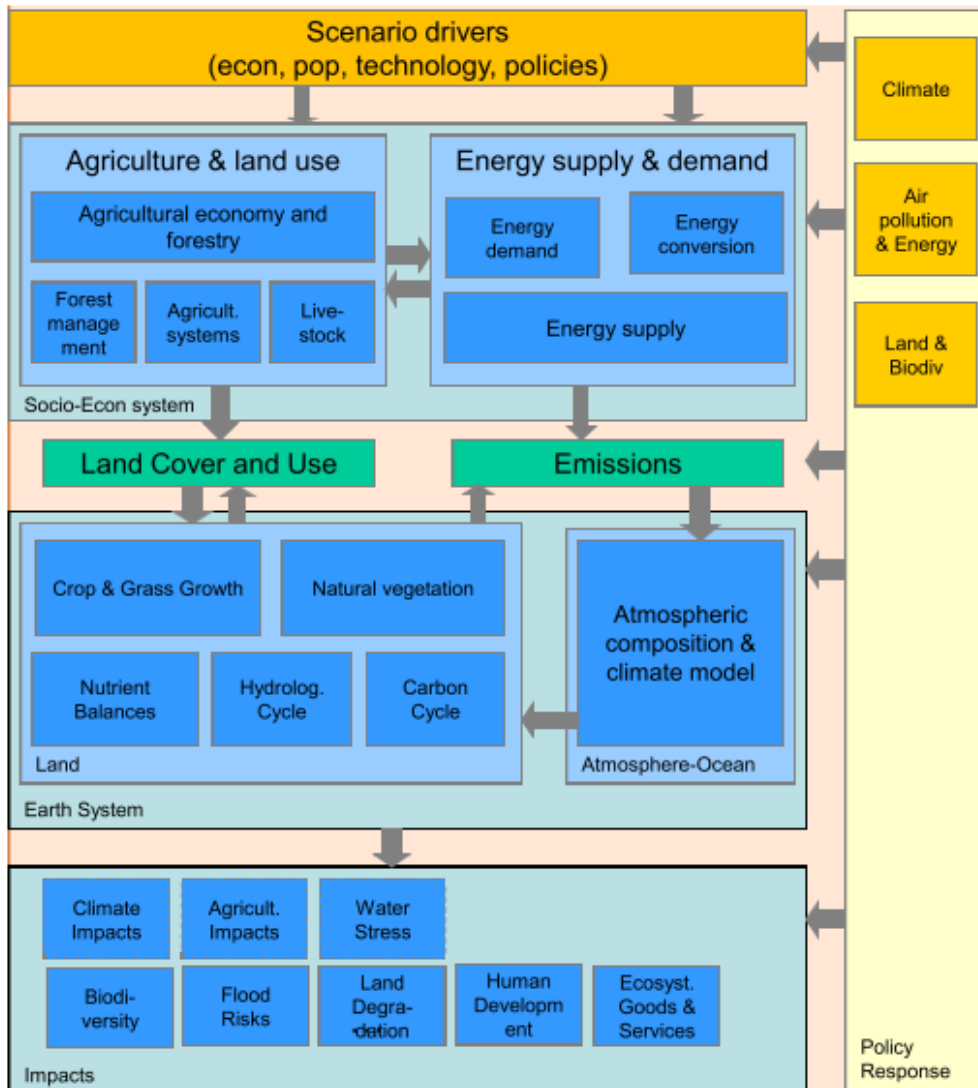 Scenario drivers
(econ, pop, technology, policies)
Climate
Air
pollution
& Energy
Land &
Biodiv
Agriculture & land use
Agricultural economy and
forestry
Forest
manage
ment
Agricult.
systems
Live-
stock
Energy supply & demand
Energy
demand
Energy
conversion
Energy supply
Socio-Econ system
Land Cover and Use
Emissions
Crop & Grass Growth
Natural vegetation
Nutrient
Balances
Hydrolog.
Cycle
Carbon
Cycle
Land
Atmospheric
composition &
climate model
Atmosphere-Ocean
Earth System
Climate
Impacts
Agricult.
Impacts
Water
Stress
Biodi-
versity
Flood
Risks
Land
Degra-
dation
Human
Developm
ent
Ecosyst.
Goods &
Services
Impacts
Policy
Response